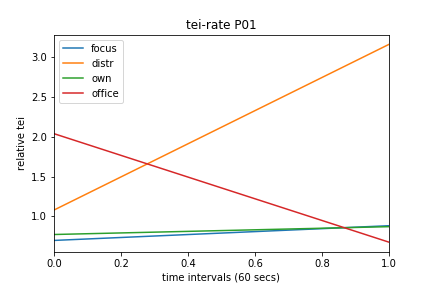 tei-rate P01
focus
distr
own
office
relative tei
3.0
2.5
2.0
1.5
1.0
0.0 0.2 0.4 0.6 0.8 1.0
time intervals (60 secs)